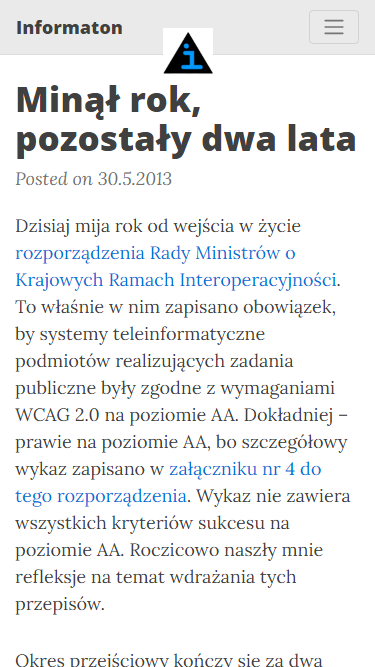 Informaton
i
Minął rok,
pozostały dwa lata
Posted on 30.5.2013
Dzisiaj mija rok od wejścia w życie
rozporządzenia Rady Ministrów o
Krajowych Ramach Interoperacyjności.
To właśnie w nim zapisano obowiązek,
by systemy teleinformatyczne
podmiotów realizujących zadania
publiczne były zgodne z wymaganiami
WCAG 2.0 na poziomie AA. Dokładniej –
prawie na poziomie AA, bo szczegółowy
wykaz zapisano w załączniku nr 4 do
tego rozporządzenia. Wykaz nie zawiera
wszystkich kryteriów sukcesu na
poziomie AA. Roczicowo naszły mnie
refleksje na temat wdrażania tych
przepisów.
Okres przejściowy kończy się za dwa